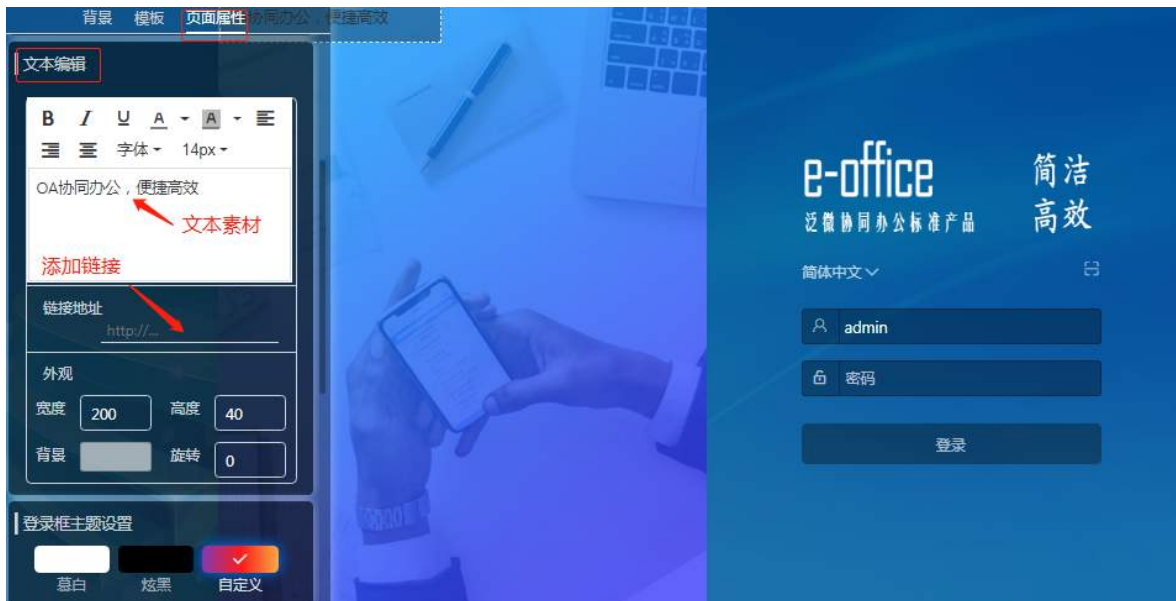 背景 模板 页面属性
协同办公，便捷高效
文本编辑
B I U A A
字体 14px
OA协同办公，便捷高效
文本素材
添加链接
链接地址
http://...
外观
宽度 200 高度 40
背景 旋转 0
登录框主题设置
慕白 炫黑 自定义
e-office
泛微协同办公标准产品
简洁
高效
简体中文
admin
密码
登录